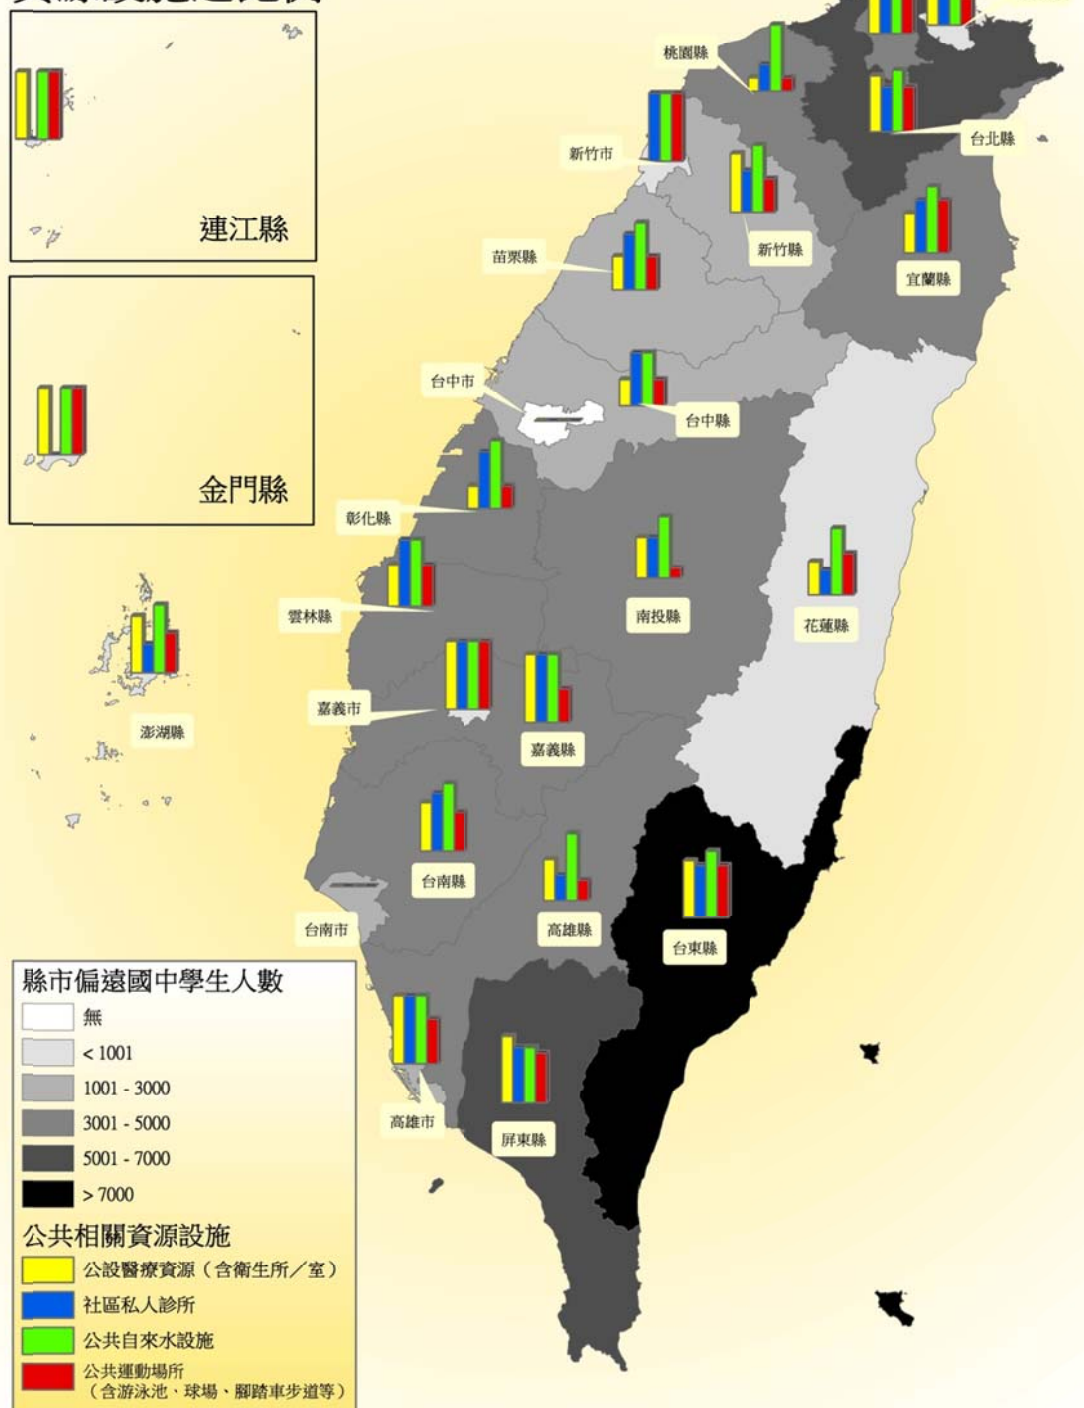 連江縣
金門縣
桃園縣
台北縣
新竹市
新竹縣
宜蘭縣
苗栗縣
台中市
台中縣
彰化縣
雲林縣
南投縣
花蓮縣
澎湖縣
嘉義市
嘉義縣
台南縣
台南市
高雄縣
台東縣
高雄市
屏東縣
縣市偏遠國中學生人數
無
< 1001
1001 - 3000
3001 - 5000
5001 - 7000
> 7000
公共相關資源設施
公設醫療資源（含衛生所／室）
社區私人診所
公共自來水設施
公共運動場所
（含游泳池、球場、腳踏車步道等）